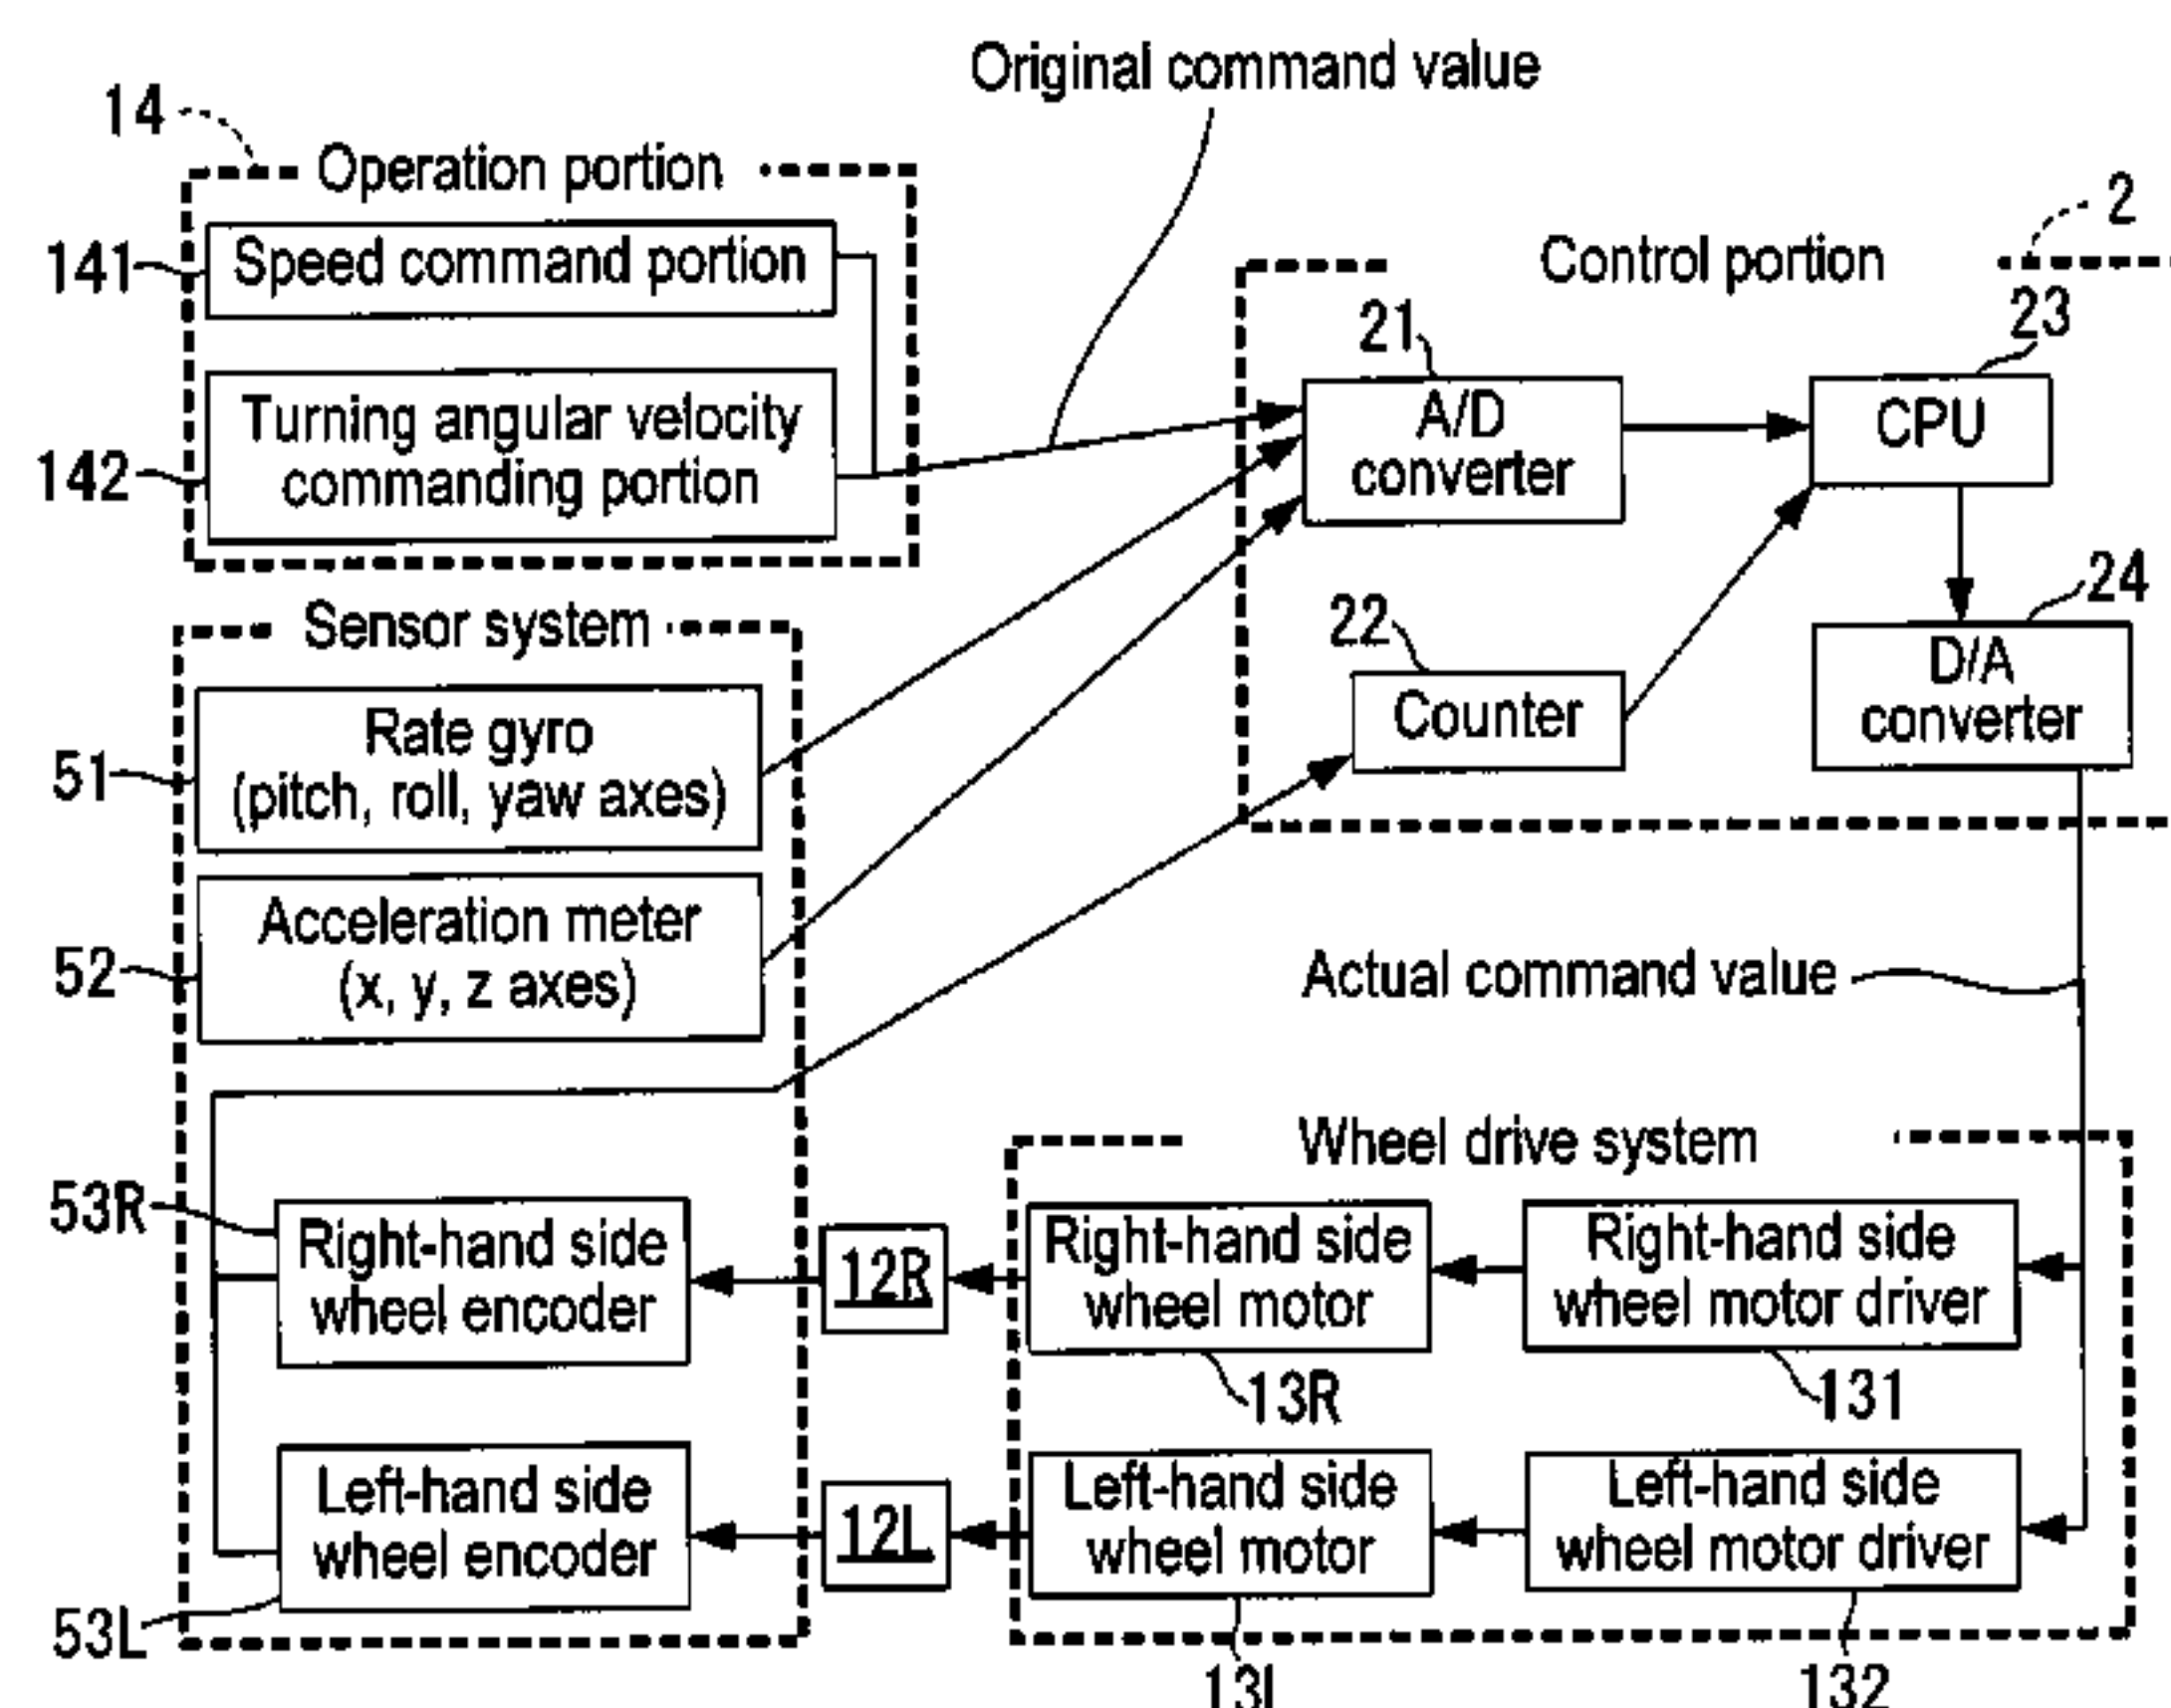 Original command value
14
Operation portion
2
141
Speed command portion
Control portion
23
21
142
Turning angular velocity
commanding portion
A/D
converter
CPU
24
Sensor system
22
Counter
D/A
converter
51
Rate gyro
(pitch, roll, yaw axes)
52
Acceleration meter
(x, y, z axes)
Actual command value
Wheel drive system
53R
Right-hand side
wheel encoder
12R
Right-hand side
wheel motor
Right-hand side
wheel motor driver
13R
131
Left-hand side
wheel encoder
12L
Left-hand side
wheel motor
Left-hand side
wheel motor driver
53L
132